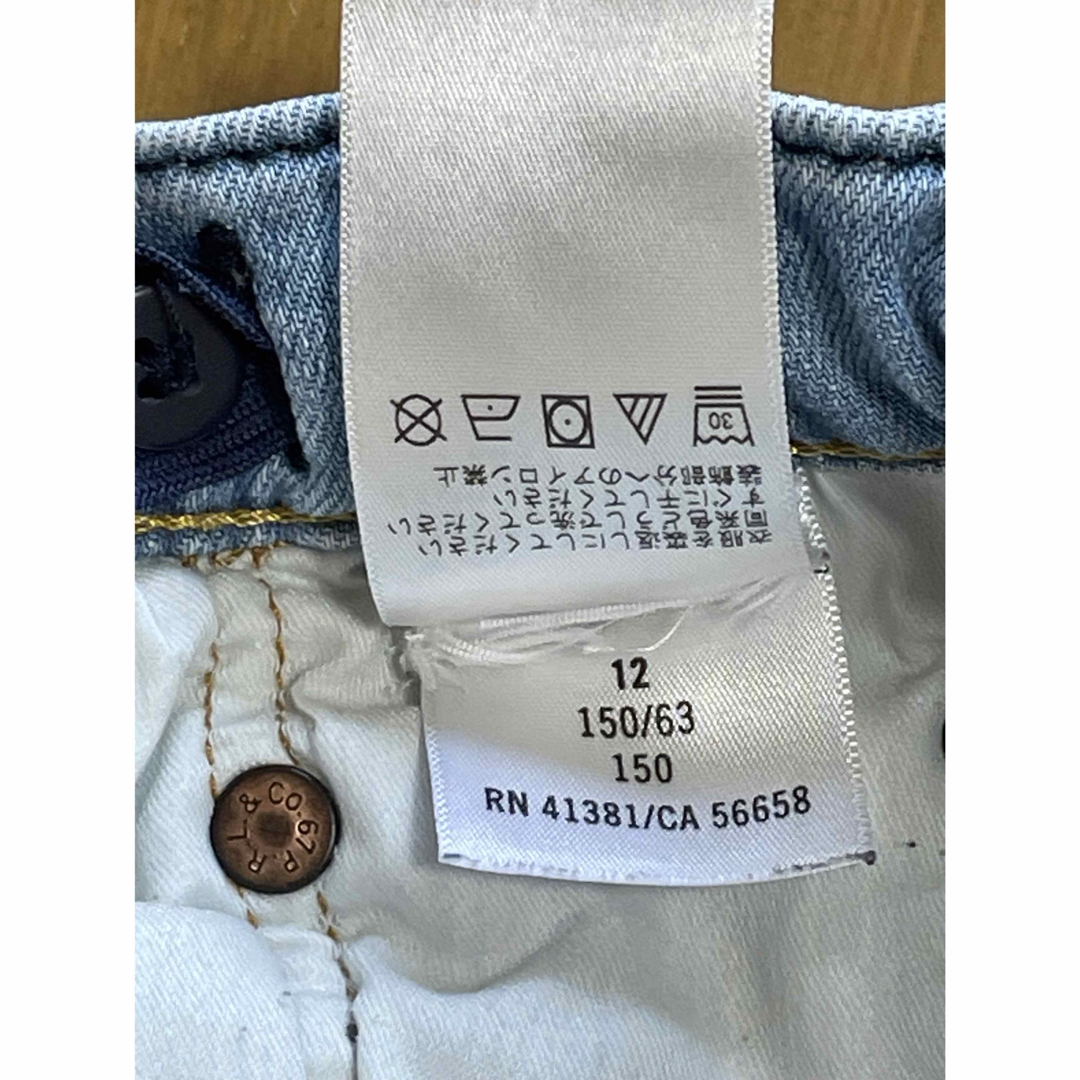 衣服を裏返しにしてください
同系色どうしで洗ってください
すぐに干してください
装飾部分へのアイロン禁止
30
12
150/63
150
RN 41381/CA 56658
P.R.L.& CO.67